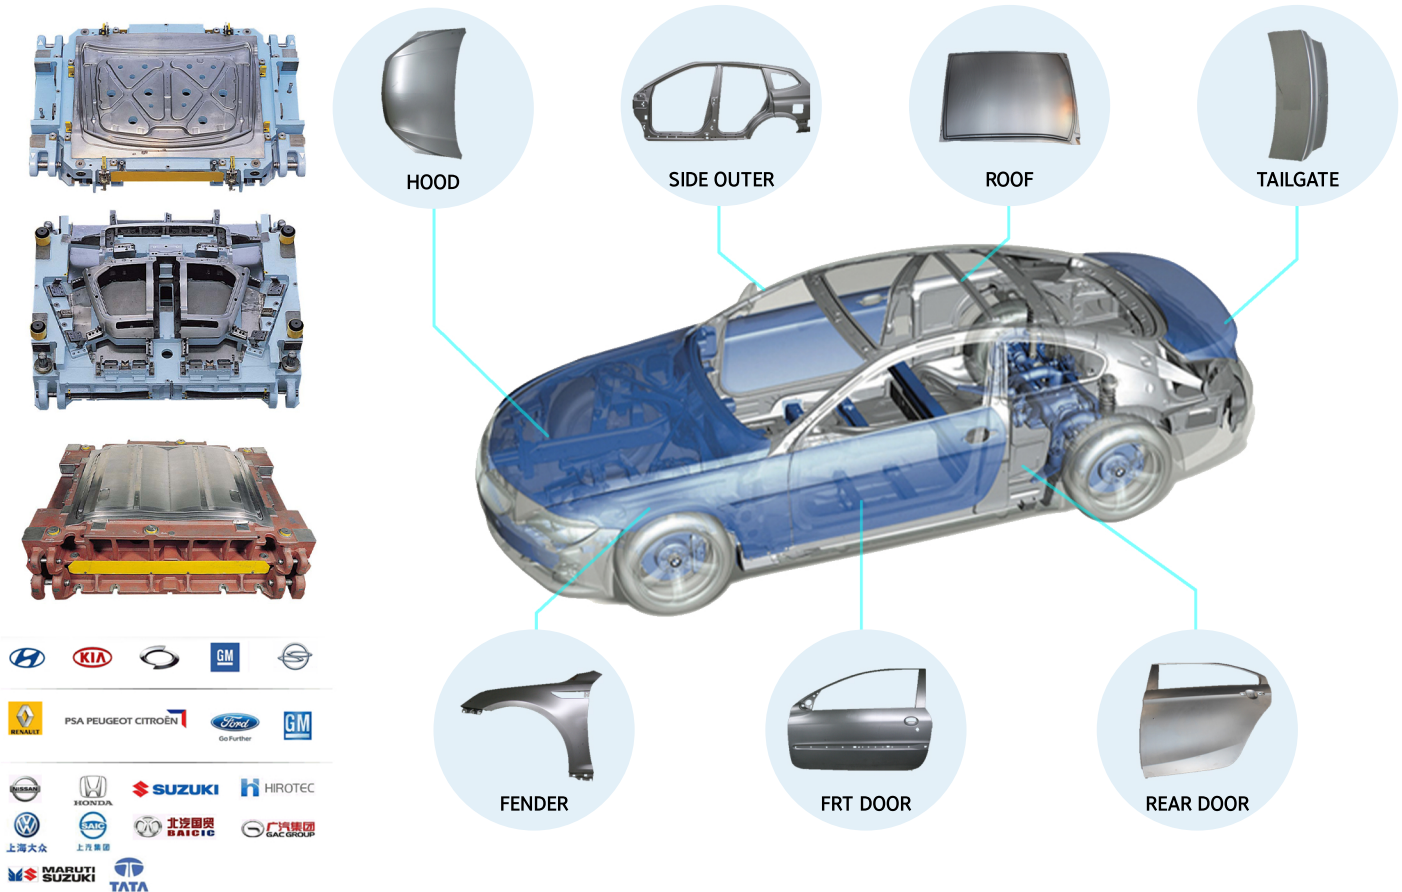 HOOD
SIDE OUTER
ROOF
TAILGATE
FENDER
FRT DOOR
REAR DOOR
KIA
GM
RENAULT
PSA PEUGEOT CITROËN
Ford
Go Further
GM
NISSAN
HONDA
SUZUKI
HIROTEC
上海大众
SAIC
上汽集团
北汽国贸
BAICIC
广汽集团
GAC GROUP
MARUTI
SUZUKI
TATA